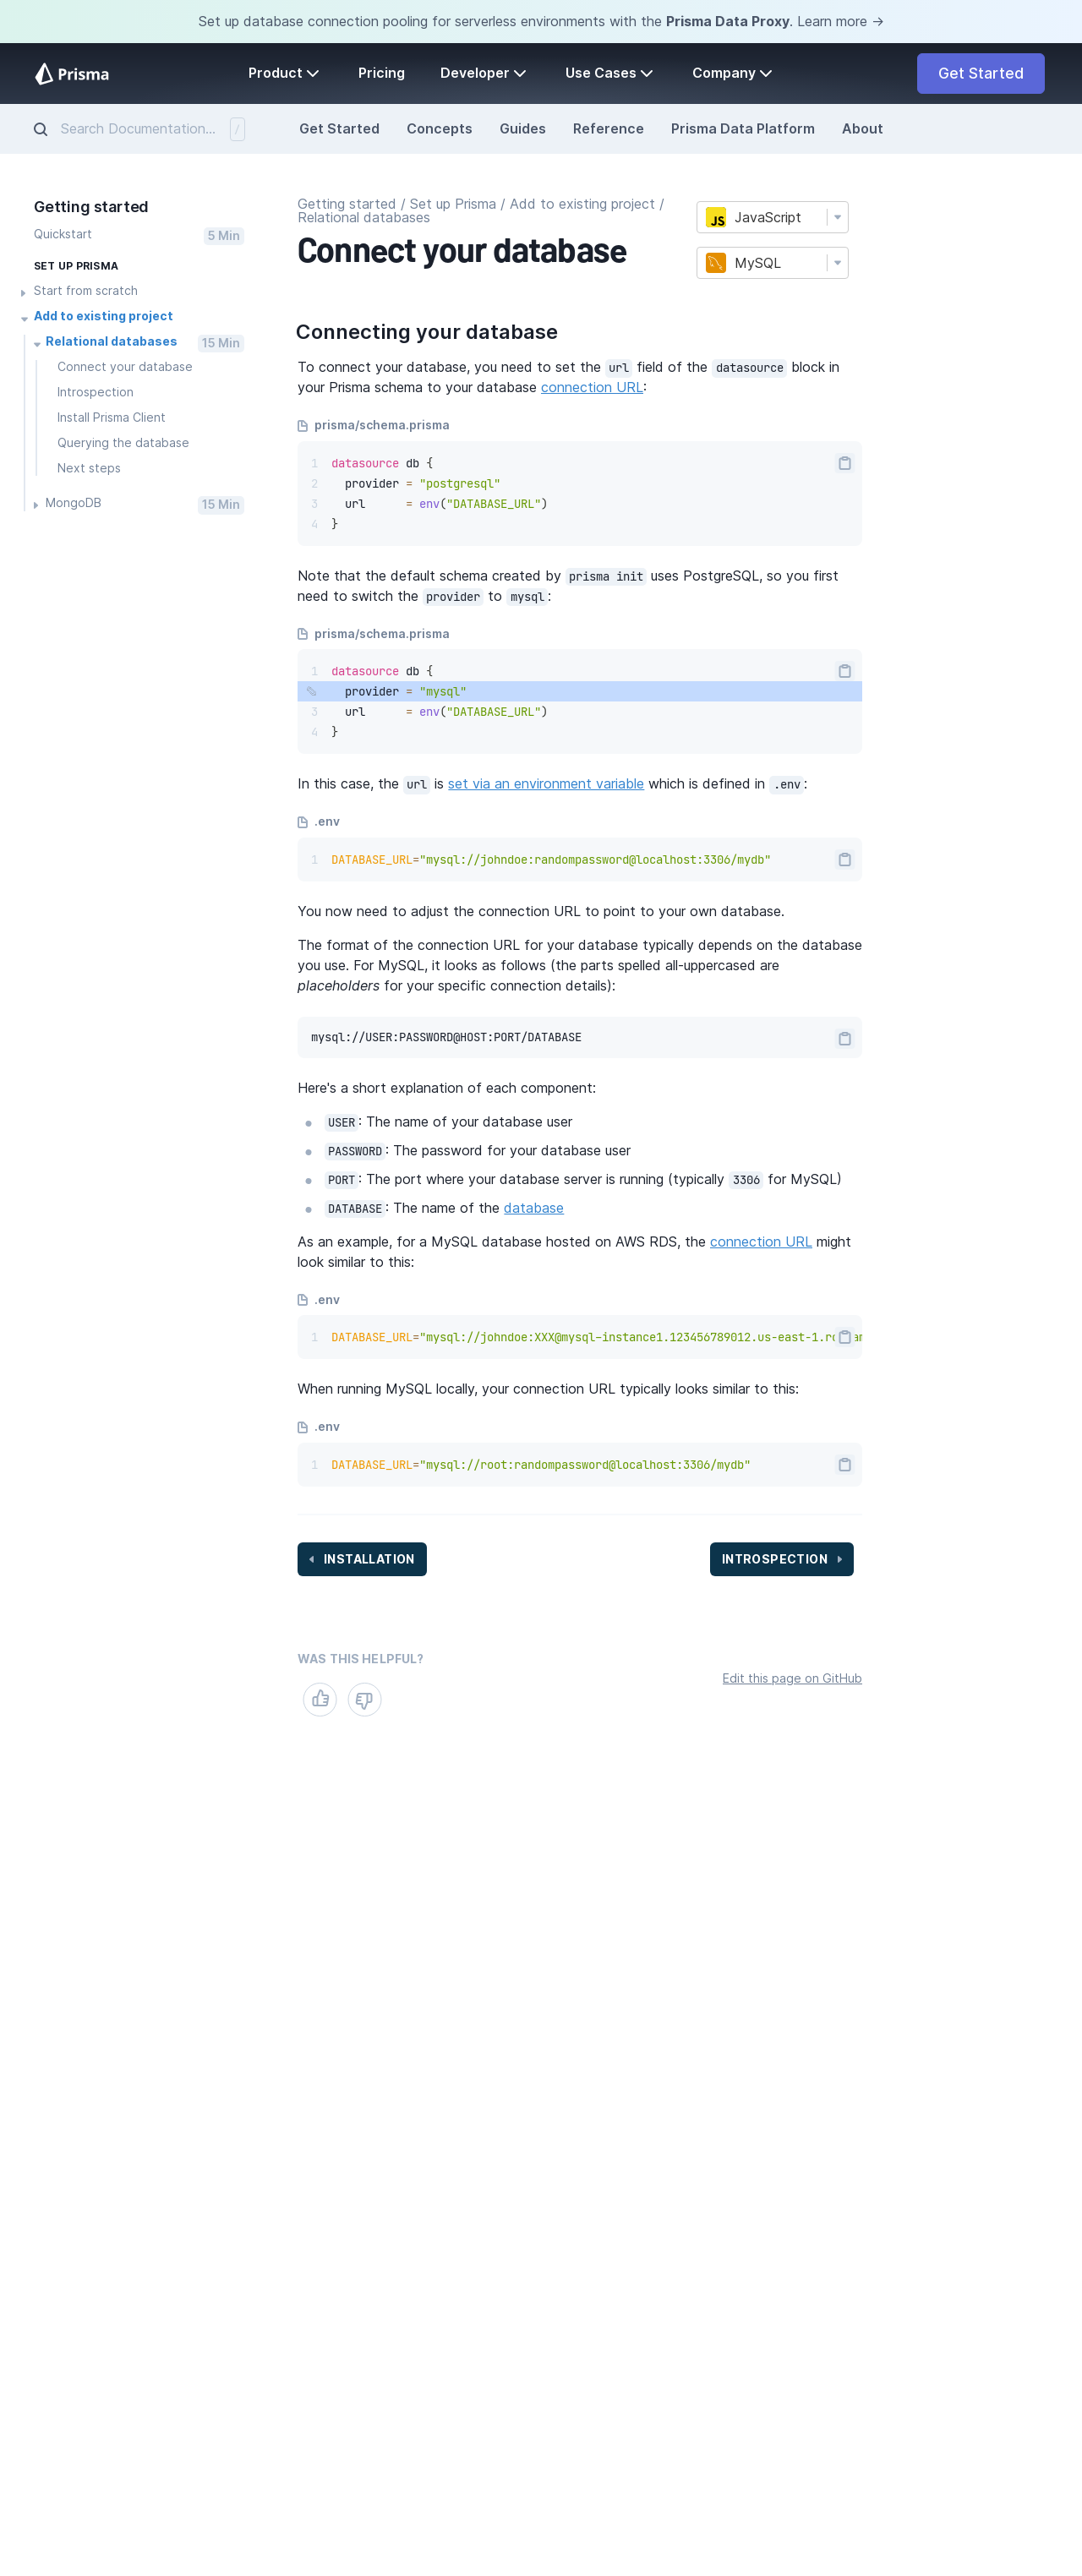 Set up database connection pooling for serverless environments with the Prisma Data Proxy. Learn more →
Prisma
Product
Pricing
Developer
Use Cases
Company
Get Started
Search Documentation...
/
Get Started
Concepts
Guides
Reference
Prisma Data Platform
About
Getting started
Quickstart
5 Min
SET UP PRISMA
Start from scratch
Add to existing project
Relational databases
15 Min
Connect your database
Introspection
Install Prisma Client
Querying the database
Next steps
MongoDB
15 Min
Getting started / Set up Prisma / Add to existing project /
Relational databases
Connect your database
JS
JavaScript
MySQL
Connecting your database
To connect your database, you need to set the url field of the datasource block in
your Prisma schema to your database connection URL:
prisma/schema.prisma
1 datasource db {
2   provider = "postgresql"
3   url      = env("DATABASE_URL")
4 }
Note that the default schema created by prisma init uses PostgreSQL, so you first
need to switch the provider to mysql:
prisma/schema.prisma
1 datasource db {
  provider = "mysql"
3   url      = env("DATABASE_URL")
4 }
In this case, the url is set via an environment variable which is defined in .env:
.env
1 DATABASE_URL="mysql://johndoe:randompassword@localhost:3306/mydb"
You now need to adjust the connection URL to point to your own database.
The format of the connection URL for your database typically depends on the database
you use. For MySQL, it looks as follows (the parts spelled all-uppercased are
placeholders for your specific connection details):
mysql://USER:PASSWORD@HOST:PORT/DATABASE
Here's a short explanation of each component:
USER: The name of your database user
PASSWORD: The password for your database user
PORT: The port where your database server is running (typically 3306 for MySQL)
DATABASE: The name of the database
As an example, for a MySQL database hosted on AWS RDS, the connection URL might
look similar to this:
.env
1 DATABASE_URL="mysql://johndoe:XXX@mysql-instance1.123456789012.us-east-1.
When running MySQL locally, your connection URL typically looks similar to this:
.env
1 DATABASE_URL="mysql://root:randompassword@localhost:3306/mydb"
INSTALLATION
INTROSPECTION
WAS THIS HELPFUL?
Edit this page on GitHub